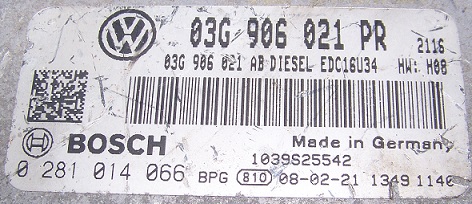 03G 906 021 PR 2116
03G 906 021 AB DIESEL EDC16U34 HW: H08
BOSCH Made in Germany
1039S25542
0 281 014 066 BPG 810 08-02-21 1349 1140